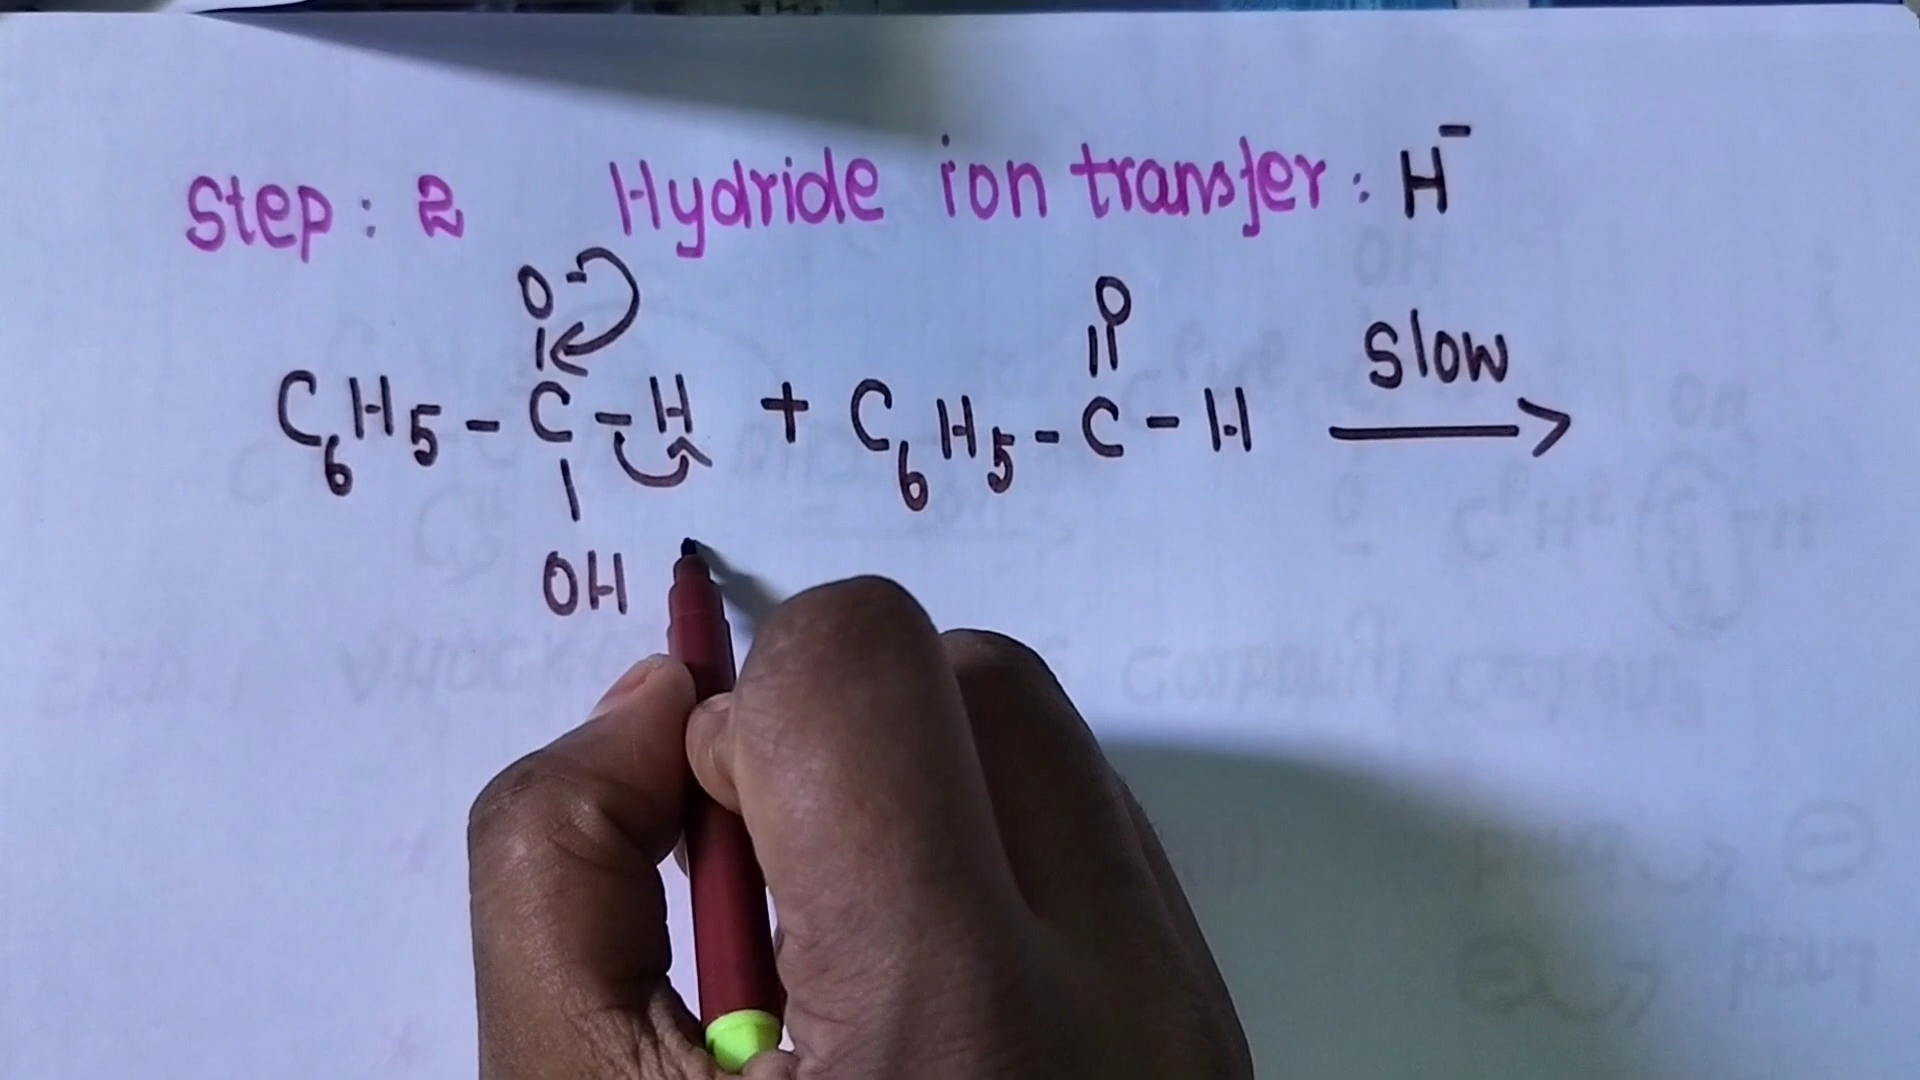 Step: 2 Hydride ion transfer: H⁻
O⁻ O
C₆H₅-C-H + C₆H₅-C-H Slow
OH